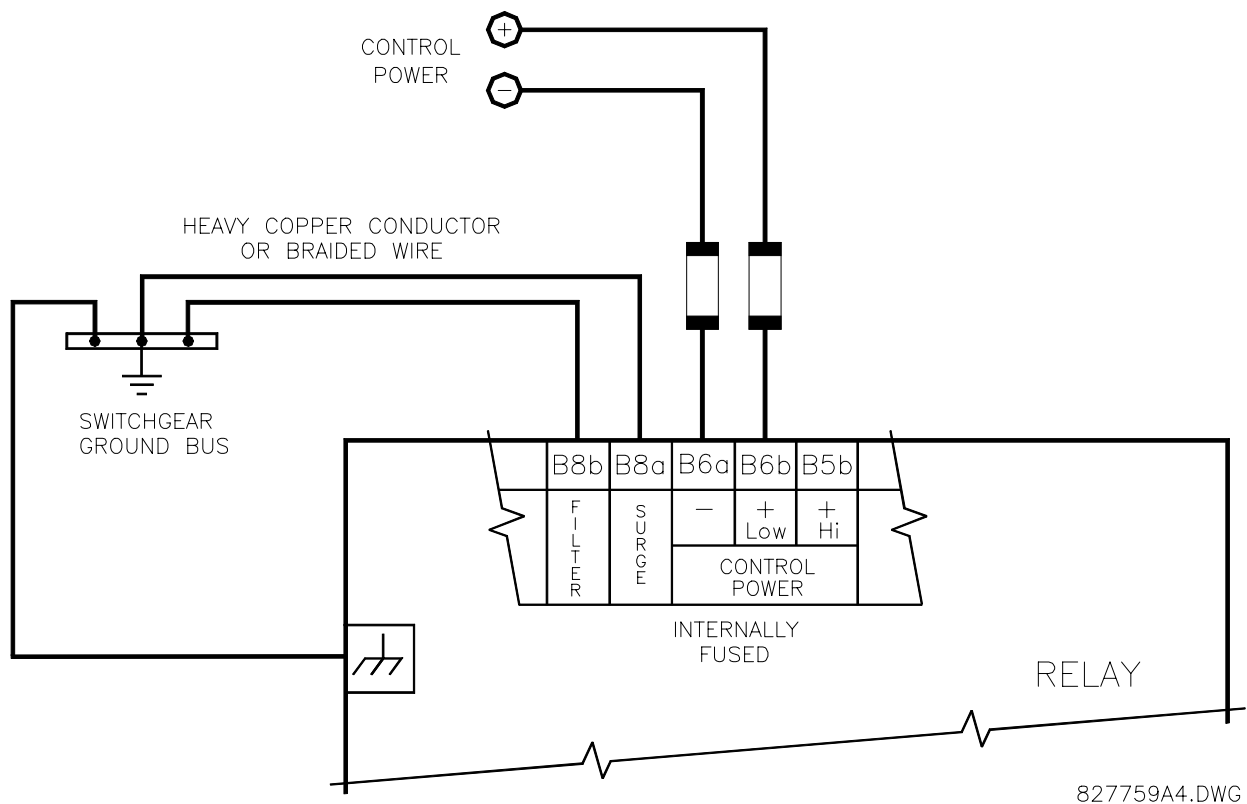 CONTROL
POWER
+
−
HEAVY COPPER CONDUCTOR
OR BRAIDED WIRE
SWITCHGEAR
GROUND BUS
B8b B8a B6a B6b B5b
FILTER
SURGE
−
+
Low
+
Hi
CONTROL
POWER
INTERNALLY
FUSED
RELAY
827759A4.DWG